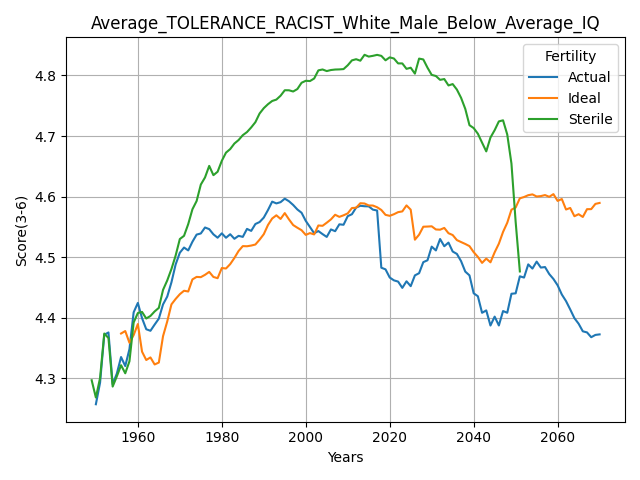 Average_TOLERANCE_RACIST_White_Male_Below_Average_IQ
Fertility
Actual
Ideal
Sterile
Score(3-6)
4.8
4.7
4.6
4.5
4.4
4.3
1960 1980 2000 2020 2040 2060
Years